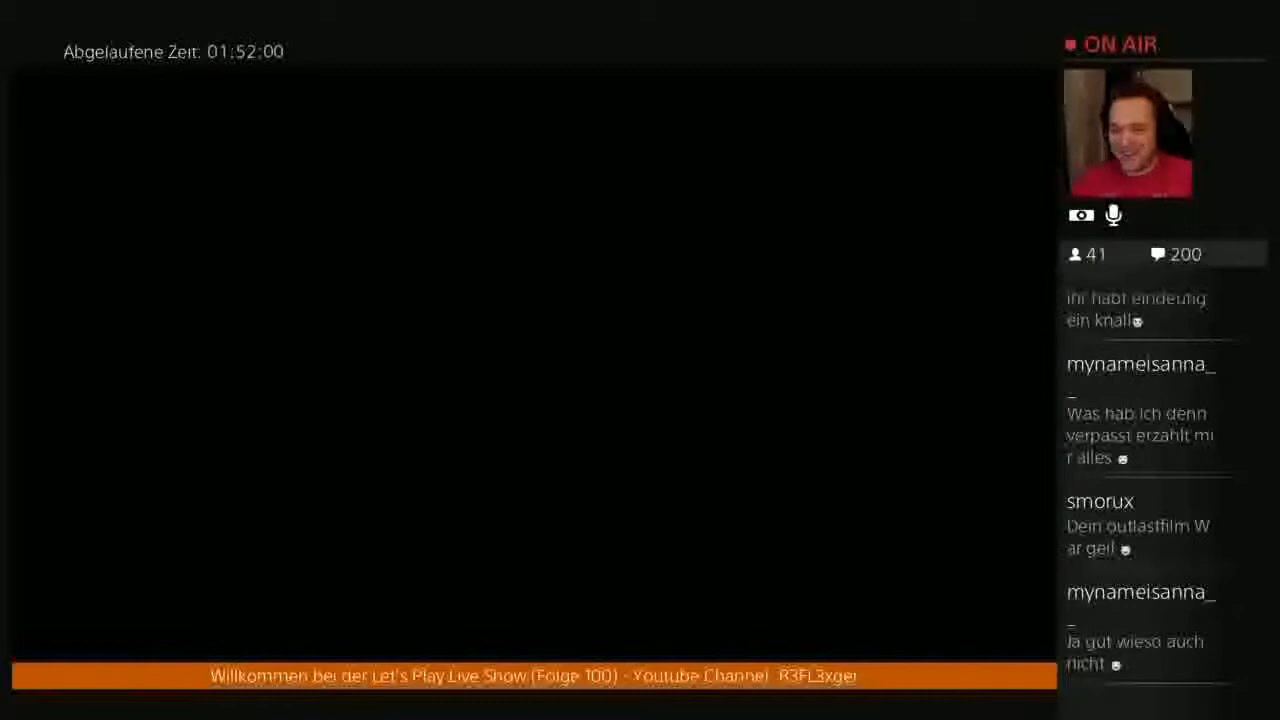 Abgelaufene Zeit: 01:52:00
ON AIR
41 200
ihr habt eindeutig
ein knall
mynameisanna_
_
Was hab ich denn
verpasst erzählt mi
r alles
smorux
Dein outlastfilm W
ar geil
mynameisanna_
_
Ja gut wieso auch
nicht
Willkommen bei der Let's Play Live Show (Folge 100) - Youtube Channel: R3FL3xger